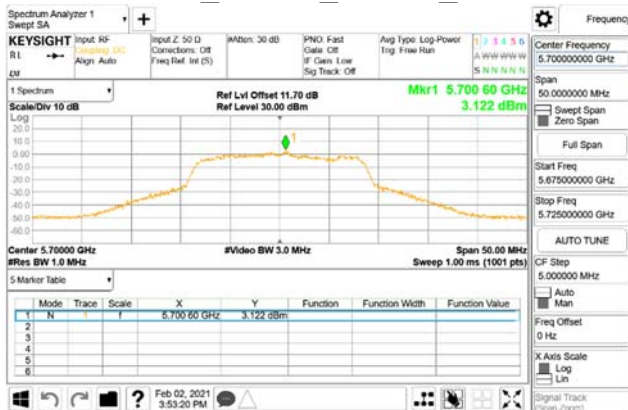 Spectrum Analyzer 1
Swept SA
+
Frequency
KEYSIGHT
Input: RF
Coupling: DC
Align: Auto
Input Z: 50 Ω
Corrections: Off
Freq Ref: Int (S)
#Atten: 30 dB
PNO: Fast
Gate: Off
IF Gain: Low
Sig Track: Off
Avg Type: Log-Power
Trig: Free Run
1 2 3 4 5 6
A WWWWW
S N N N N N
RL
1 Spectrum
Scale/Div 10 dB
Log
Ref Lvl Offset 11.70 dB
Ref Level 30.00 dBm
Mkr1 5.700 60 GHz
3.122 dBm
20.0
10.0
0.00
-10.0
-20.0
-30.0
-40.0
-50.0
-60.0
1
Center 5.70000 GHz
#Res BW 1.0 MHz
#Video BW 3.0 MHz
Span 50.00 MHz
Sweep 1.00 ms (1001 pts)
5 Marker Table
Mode Trace Scale X Y Function Function Width Function Value
1 N 1 f 5.700 60 GHz 3.122 dBm
2
3
4
5
6
Feb 02, 2021
3:53:20 PM
Center Frequency
5.700000000 GHz
Span
50.0000000 MHz
Swept Span
Zero Span
Full Span
Start Freq
5.675000000 GHz
Stop Freq
5.725000000 GHz
AUTO TUNE
CF Step
5.000000 MHz
Auto
Man
Freq Offset
0 Hz
X Axis Scale
Log
Lin
Signal Track
(Span Zoom)